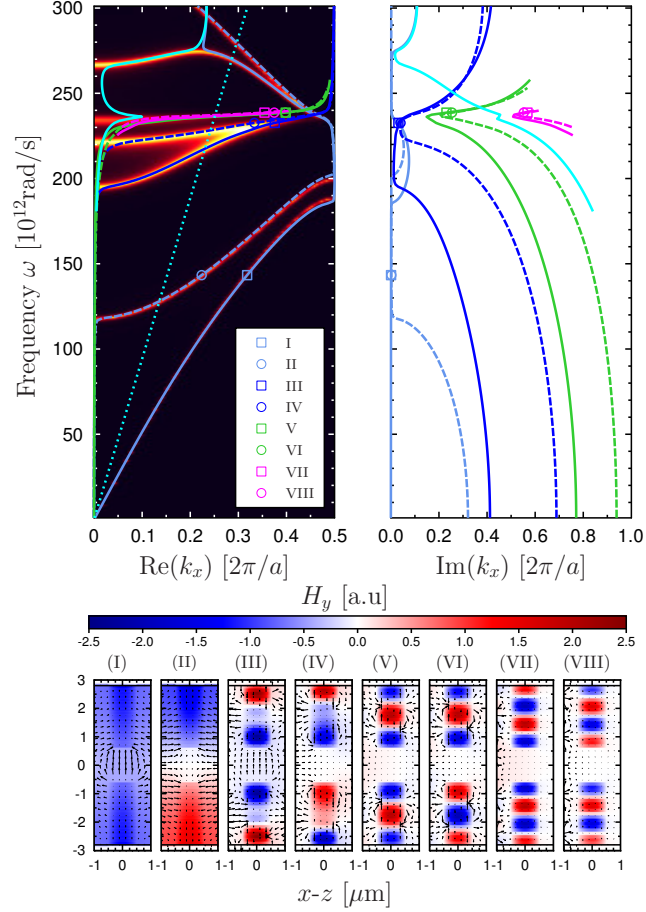 300
250
200
150
100
50
Frequency ω [10¹²rad/s]
I
II
III
IV
V
VI
VII
VIII
0 0.1 0.2 0.3 0.4 0.5
0.0 0.2 0.4 0.6 0.8 1.0
Re(kₓ) [2π/a] Im(kₓ) [2π/a]
H_y [a.u]
-2.5 -2.0 -1.5 -1.0 -0.5 0.0 0.5 1.0 1.5 2.0 2.5
(I) (II) (III) (IV) (V) (VI) (VII) (VIII)
3
2
1
0
-1
-2
-3
-1 0 1-1 0 1-1 0 1-1 0 1-1 0 1-1 0 1-1 0 1-1 0 1
x-z [μm]